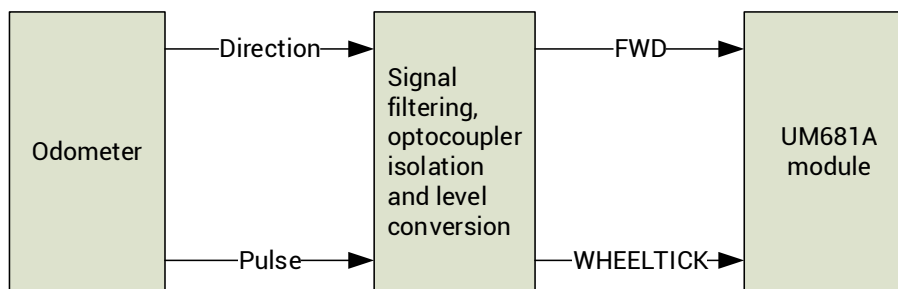 Odometer
Direction
Pulse
Signal
filtering,
optocoupler
isolation
and level
conversion
FWD
WHEELTICK
UM681A
module